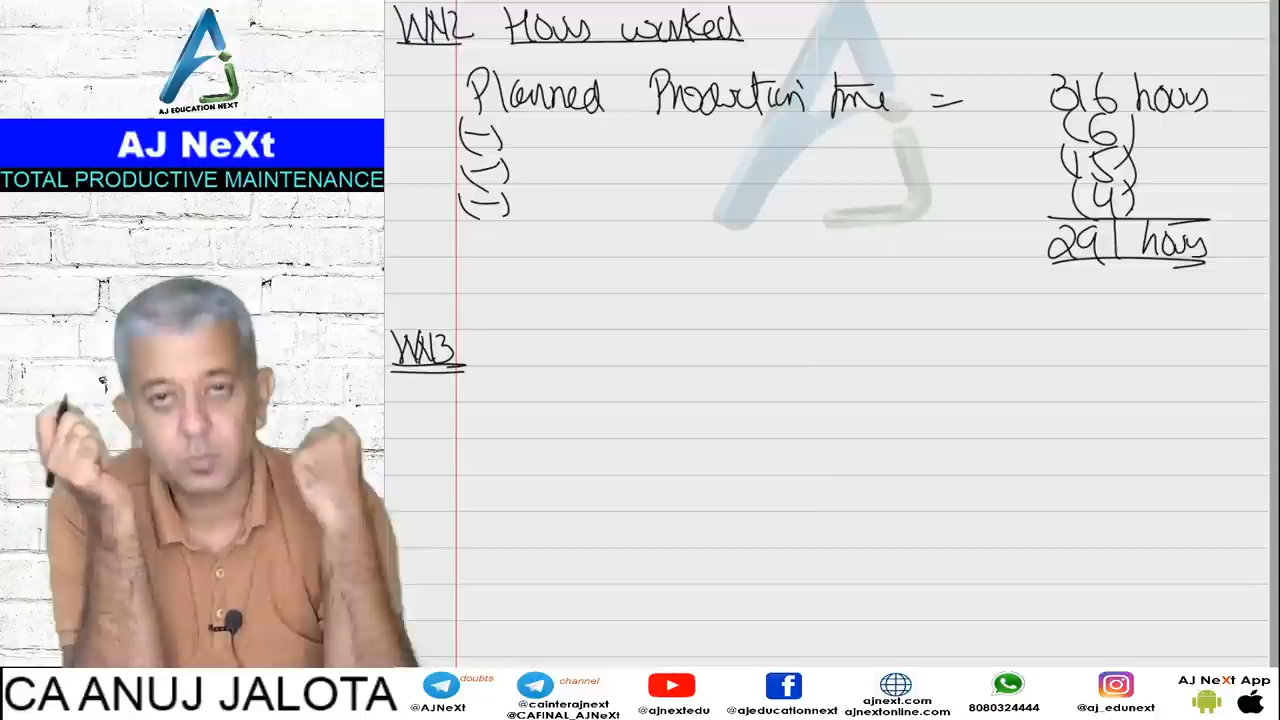 WN2 Hours worked
Planned Production time = 316 hours
(-) (6)
(-) (15)
(-) (4)
291 hours
WN3
AJ EDUCATION NEXT
AJ NeXt
TOTAL PRODUCTIVE MAINTENANCE
CA ANUJ JALOTA
doubts
@AJNeXt
channel
@cainterajnext
@CAFINAL_AJNeXt
@ajnextedu
@ajeducationnext
ajnext.com
ajnextonline.com
8080324444
@aj_edunext
AJ NeXt App